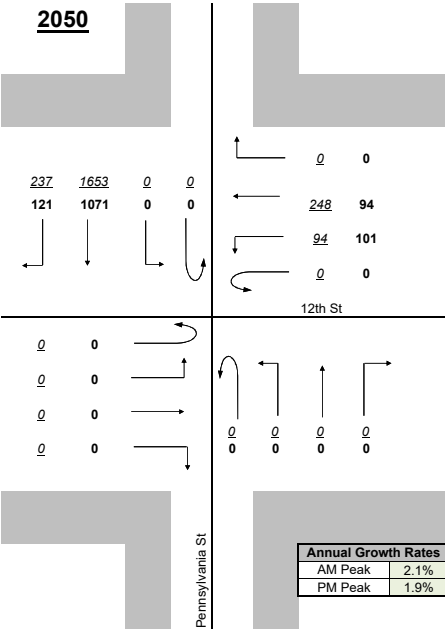 2050
0 0
237 1653 0 0
121 1071 0 0
248 94
94 101
0 0
12th St
0 0
0 0
0 0
0 0
0 0 0 0
0 0 0 0
Pennsylvania St
Annual Growth Rates
AM Peak 2.1%
PM Peak 1.9%